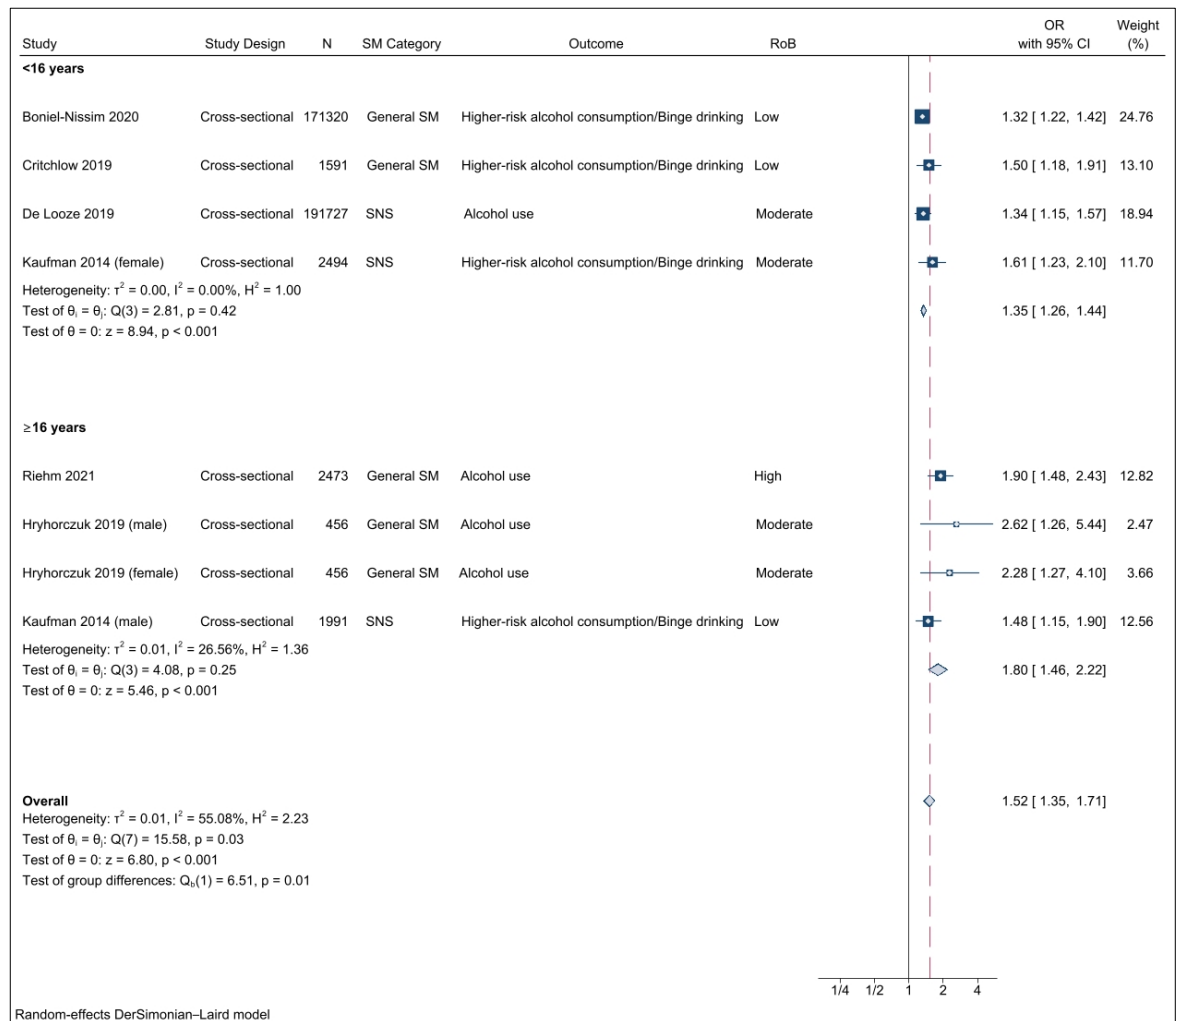 Study Study Design N SM Category Outcome RoB OR with 95% CI Weight (%)
<16 years
Boniel-Nissim 2020 Cross-sectional 171320 General SM Higher-risk alcohol consumption/Binge drinking Low 1.32 [ 1.22, 1.42] 24.76
Critchlow 2019 Cross-sectional 1591 General SM Higher-risk alcohol consumption/Binge drinking Low 1.50 [ 1.18, 1.91] 13.10
De Looze 2019 Cross-sectional 191727 SNS Alcohol use Moderate 1.34 [ 1.15, 1.57] 18.94
Kaufman 2014 (female) Cross-sectional 2494 SNS Higher-risk alcohol consumption/Binge drinking Moderate 1.61 [ 1.23, 2.10] 11.70
Heterogeneity: τ² = 0.00, I² = 0.00%, H² = 1.00
Test of θᵢ = θⱼ: Q(3) = 2.81, p = 0.42 1.35 [ 1.26, 1.44]
Test of θ = 0: z = 8.94, p < 0.001
≥16 years
Riehm 2021 Cross-sectional 2473 General SM Alcohol use High 1.90 [ 1.48, 2.43] 12.82
Hryhorczuk 2019 (male) Cross-sectional 456 General SM Alcohol use Moderate 2.62 [ 1.26, 5.44] 2.47
Hryhorczuk 2019 (female) Cross-sectional 456 General SM Alcohol use Moderate 2.28 [ 1.27, 4.10] 3.66
Kaufman 2014 (male) Cross-sectional 1991 SNS Higher-risk alcohol consumption/Binge drinking Low 1.48 [ 1.15, 1.90] 12.56
Heterogeneity: τ² = 0.01, I² = 26.56%, H² = 1.36
Test of θᵢ = θⱼ: Q(3) = 4.08, p = 0.25 1.80 [ 1.46, 2.22]
Test of θ = 0: z = 5.46, p < 0.001
Overall 1.52 [ 1.35, 1.71]
Heterogeneity: τ² = 0.01, I² = 55.08%, H² = 2.23
Test of θᵢ = θⱼ: Q(7) = 15.58, p = 0.03
Test of θ = 0: z = 6.80, p < 0.001
Test of group differences: Q_b(1) = 6.51, p = 0.01
1/4 1/2 1 2 4
Random-effects DerSimonian–Laird model